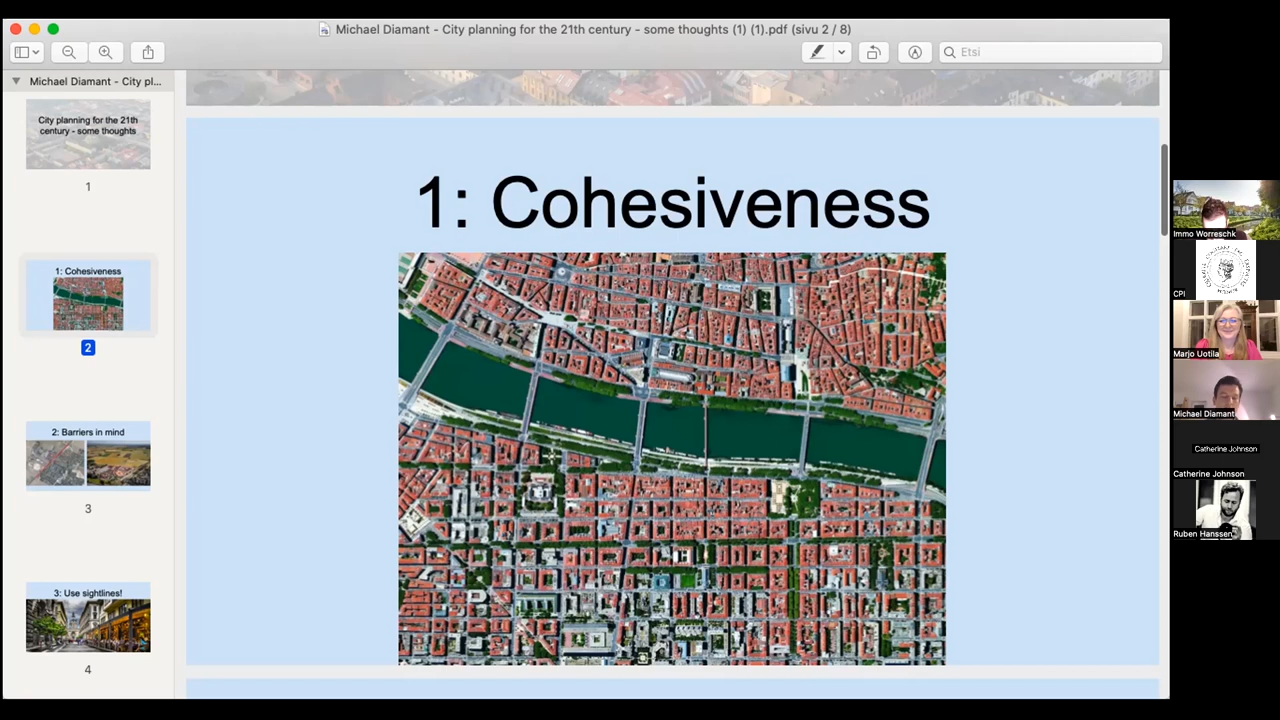 Michael Diamant - City planning for the 21th century - some thoughts (1) (1).pdf (sivu 2 / 8)
Etsi
Michael Diamant - City pl...
City planning for the 21th
century - some thoughts
1
1: Cohesiveness
2
2: Barriers in mind
3
3: Use sightlines!
4
1: Cohesiveness
Immo Worreschk
CPI
Marjo Uotila
Michael Diamant
Catherine Johnson
Catherine Johnson
Ruben Hanssen